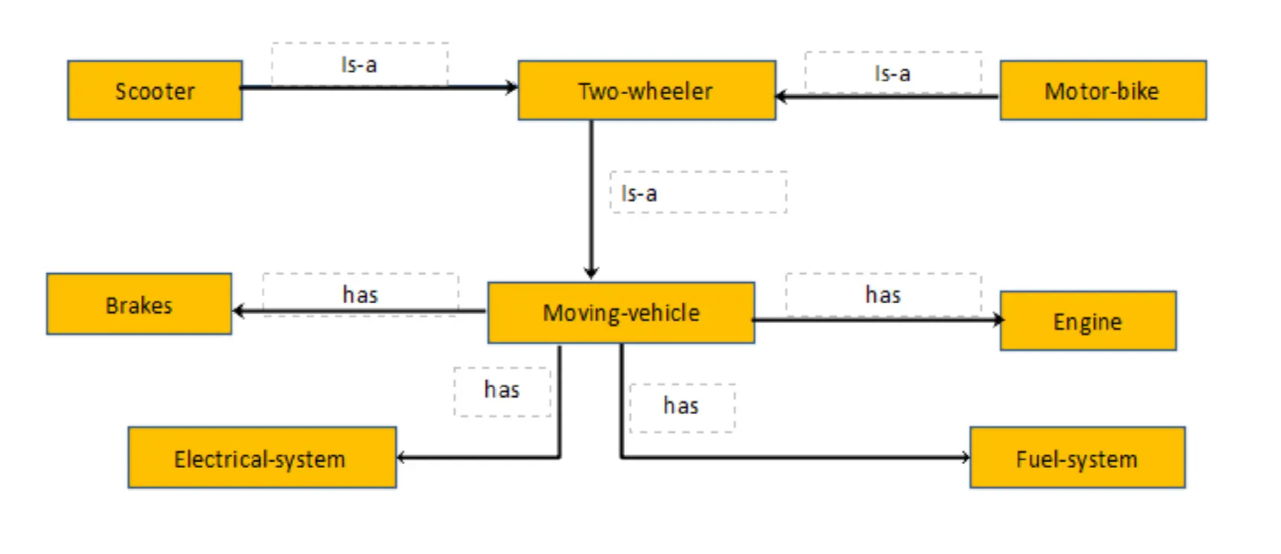 Is-a
Is-a
Scooter
Two-wheeler
Motor-bike
Is-a
Brakes
has
has
Moving-vehicle
Engine
has
has
Electrical-system
Fuel-system